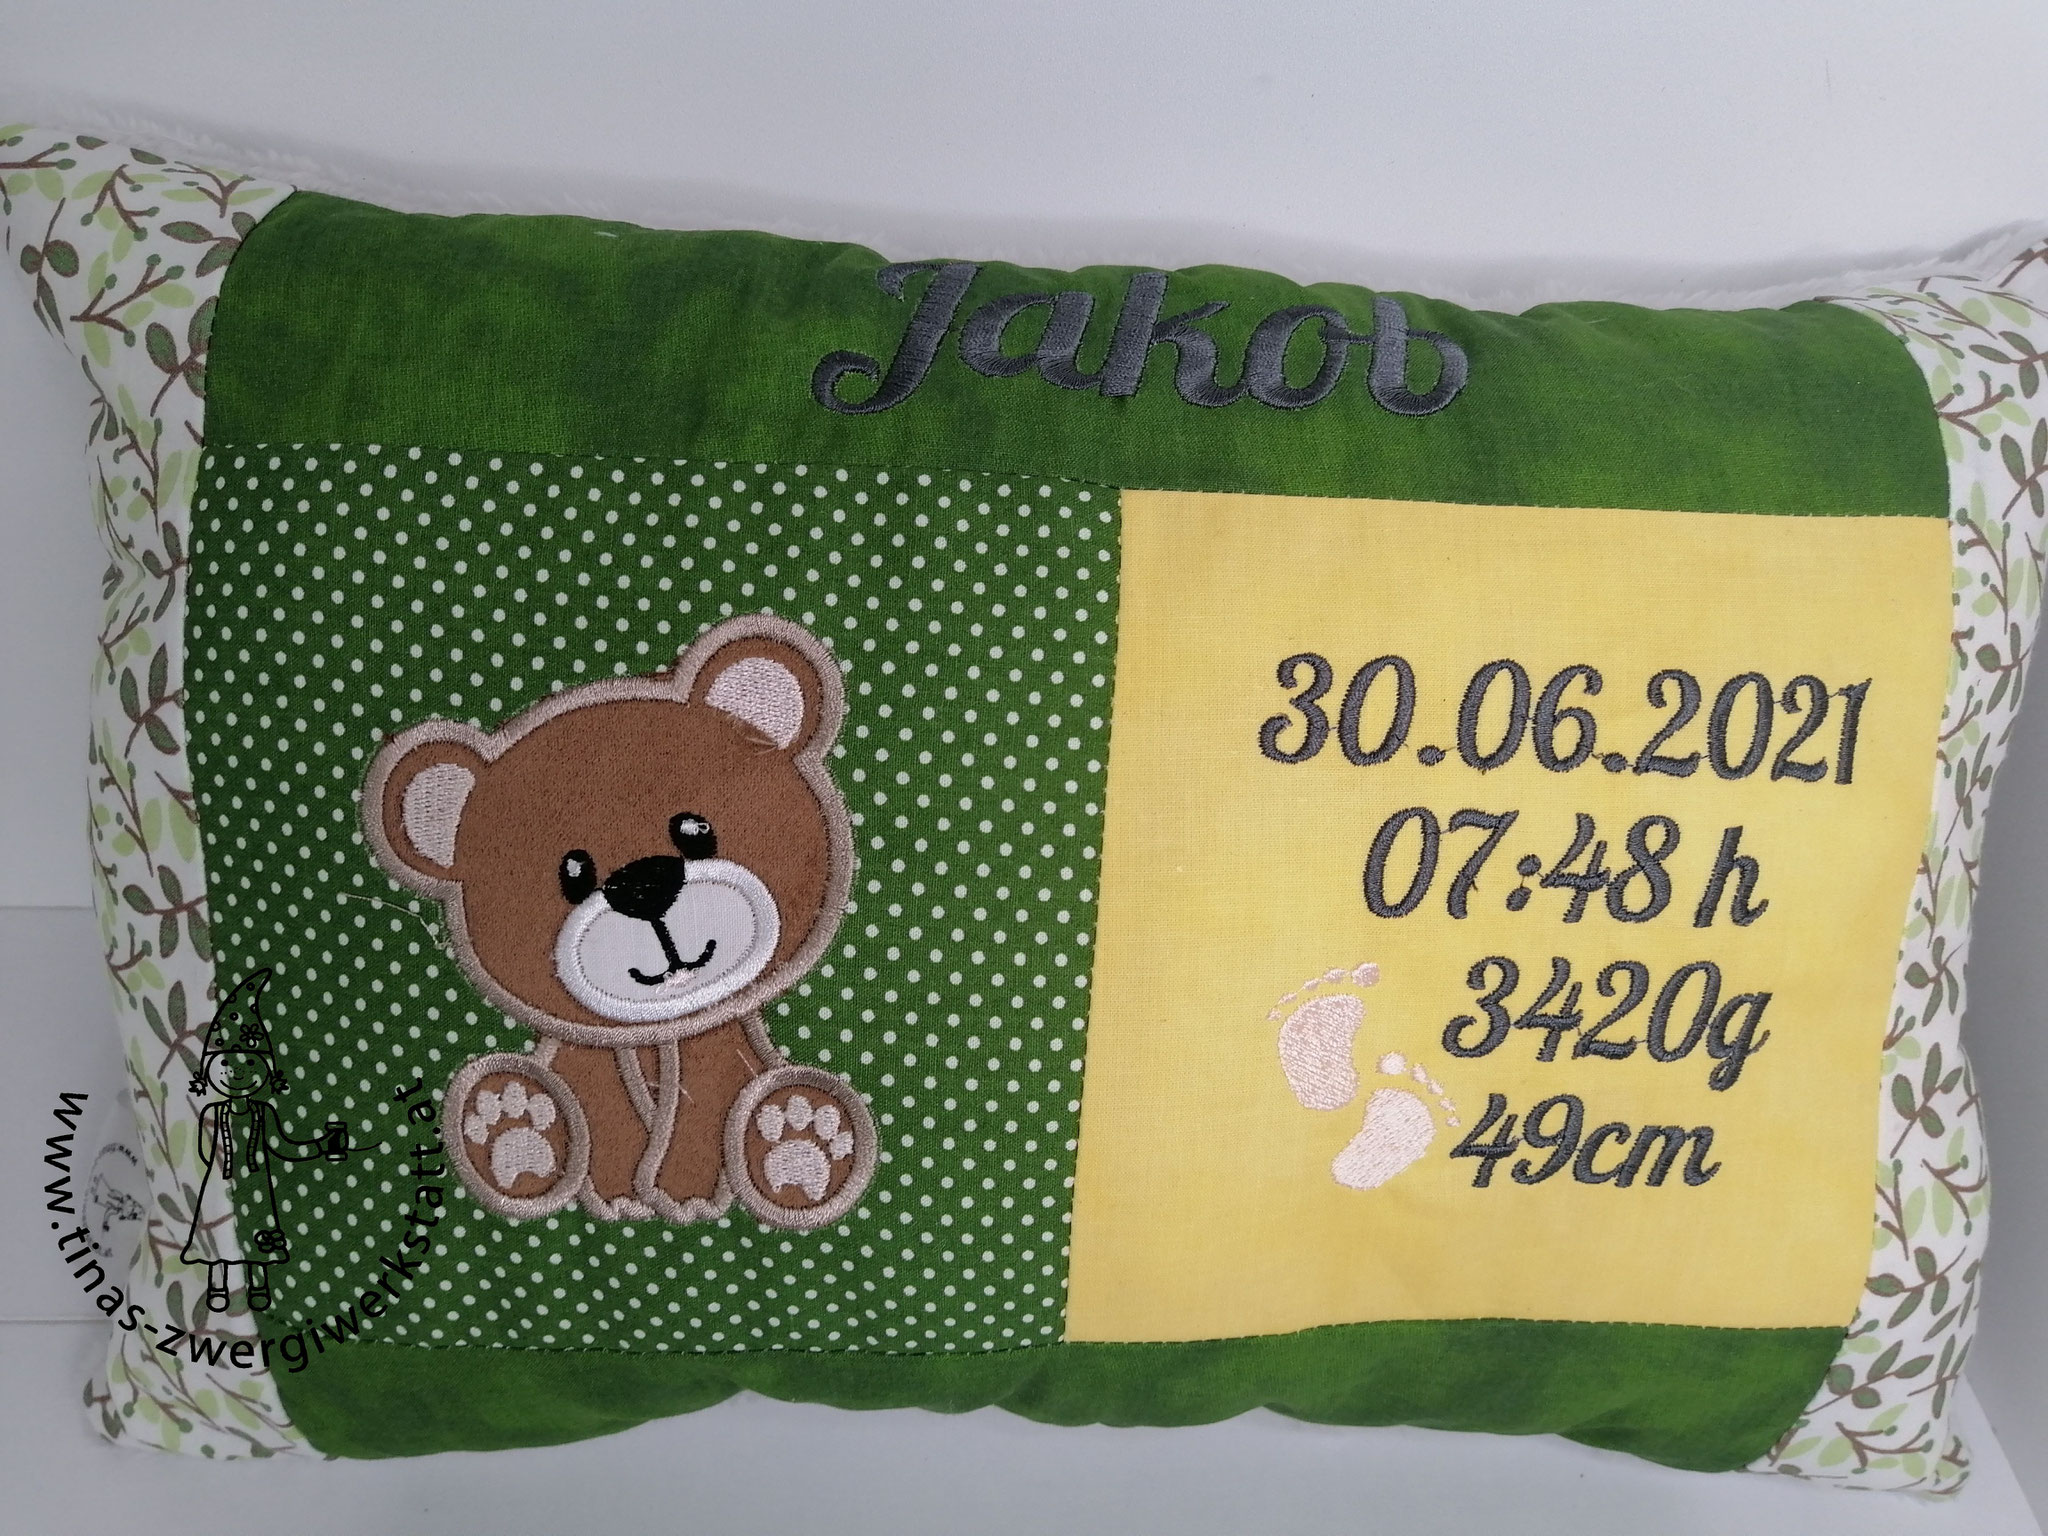 Jakob
30.06.2021
07:48 h
3420g
49cm
www.tinas-zwergiwerkstatt.at